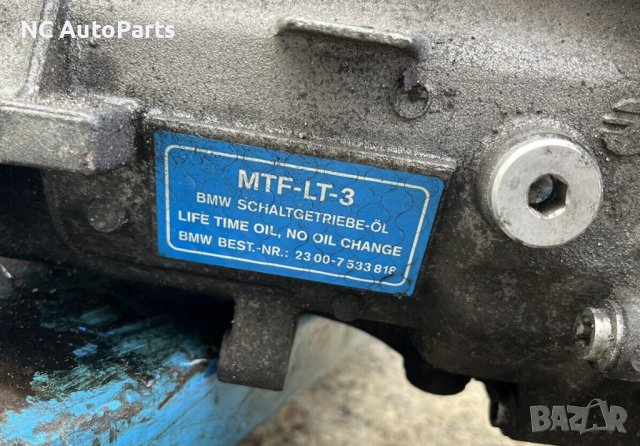 NC AutoParts
MTF-LT-3
BMW SCHALTGETRIEBE-ÖL
LIFE TIME OIL, NO OIL CHANGE
BMW BEST.-NR.: 23 00-7 533 818
BAZAR